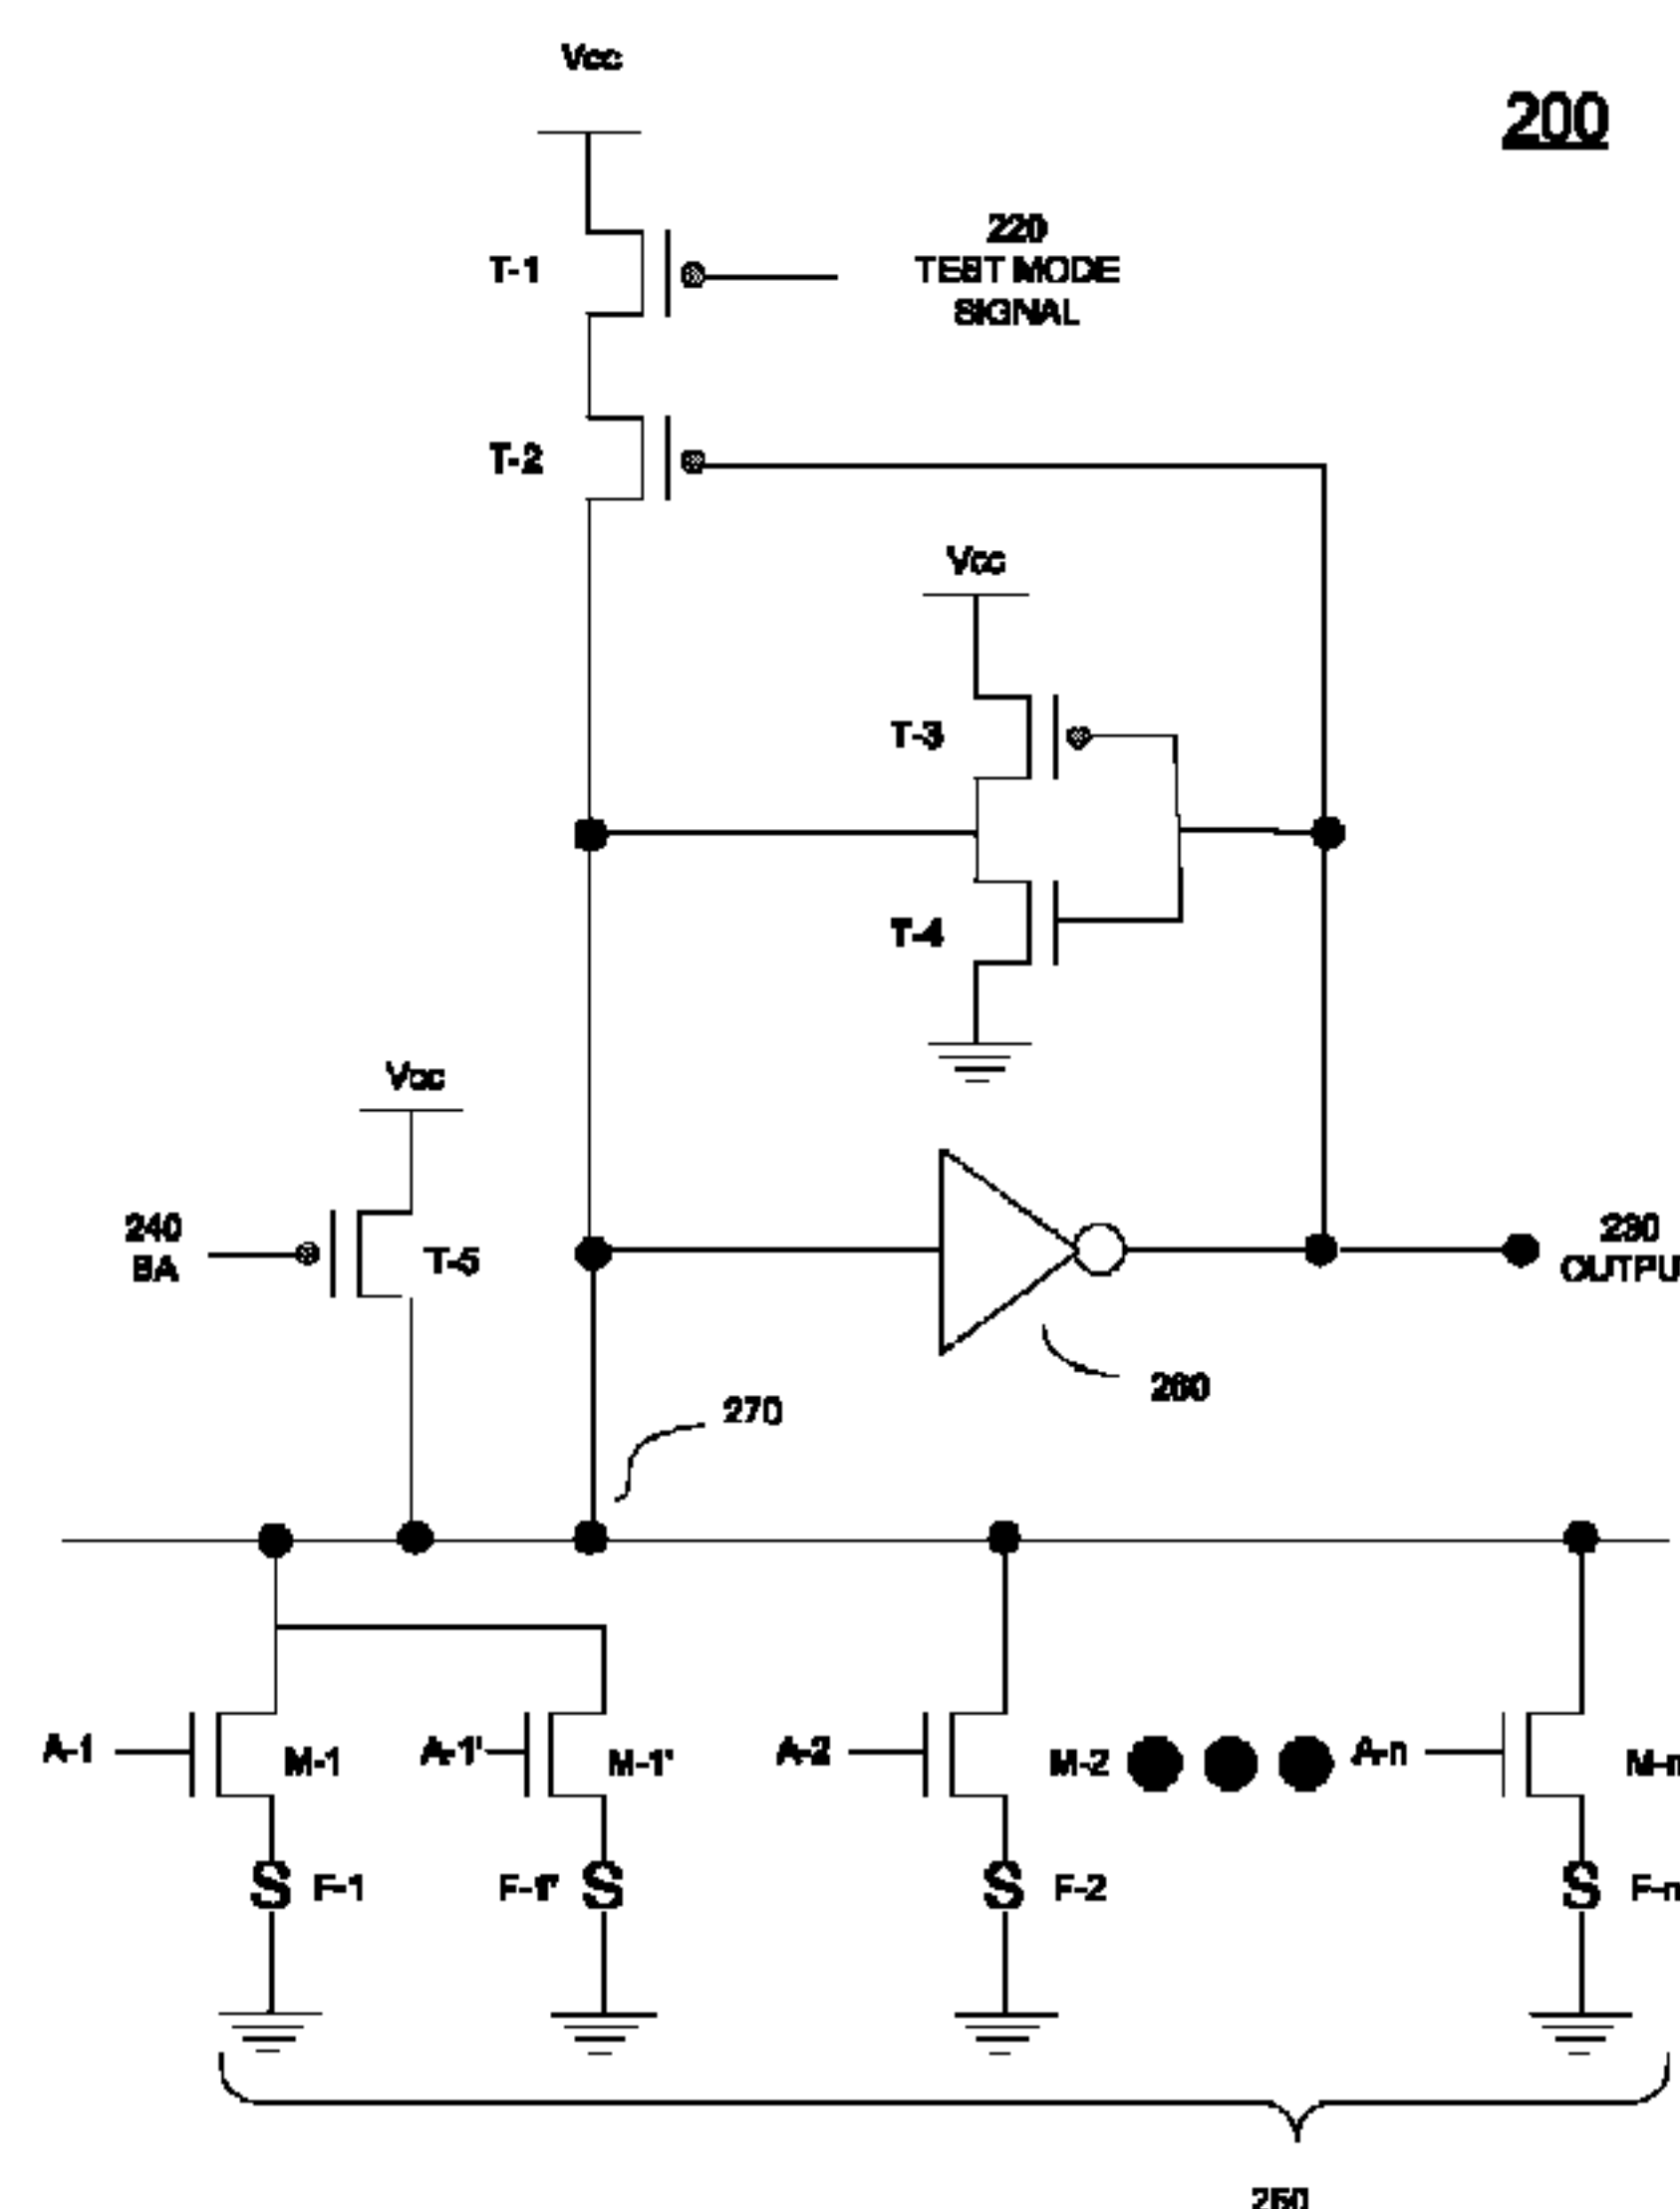 Vcc
200
T-1
220
TEST MODE
SIGNAL
T-2
Vcc
T-3
T-4
Vcc
240
BA
T-5
230
OUTPU
260
270
A-1
M-1
A-1'
M-1'
A-2
M-2
A-n
M-n
S
F-1
F-1'
S
S
F-2
S
F-n
250